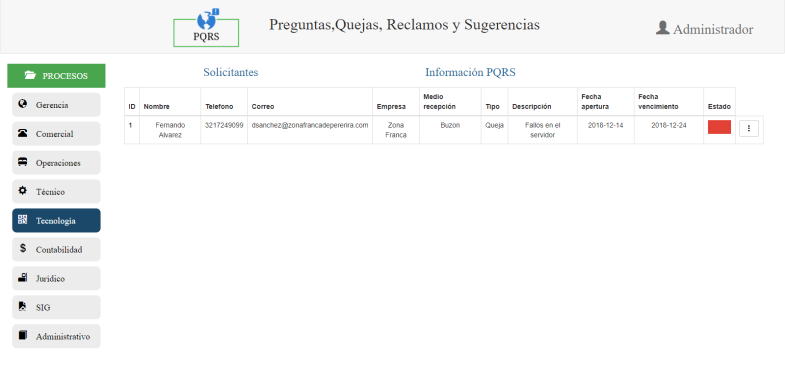 PQRS
Preguntas,Quejas, Reclamos y Sugerencias
Administrador
PROCESOS
Gerencia
Comercial
Operaciones
Técnico
Tecnología
Contabilidad
Jurídico
SIG
Administrativo
Solicitantes
Información PQRS
ID Nombre Telefono Correo Empresa Medio recepción Tipo Descripción Fecha apertura Fecha vencimiento Estado
1 Fernando Alvarez 3217249099 dsanchez@zonafrancadepererira.com Zona Franca Buzon Queja Fallos en el servidor 2018-12-14 2018-12-24